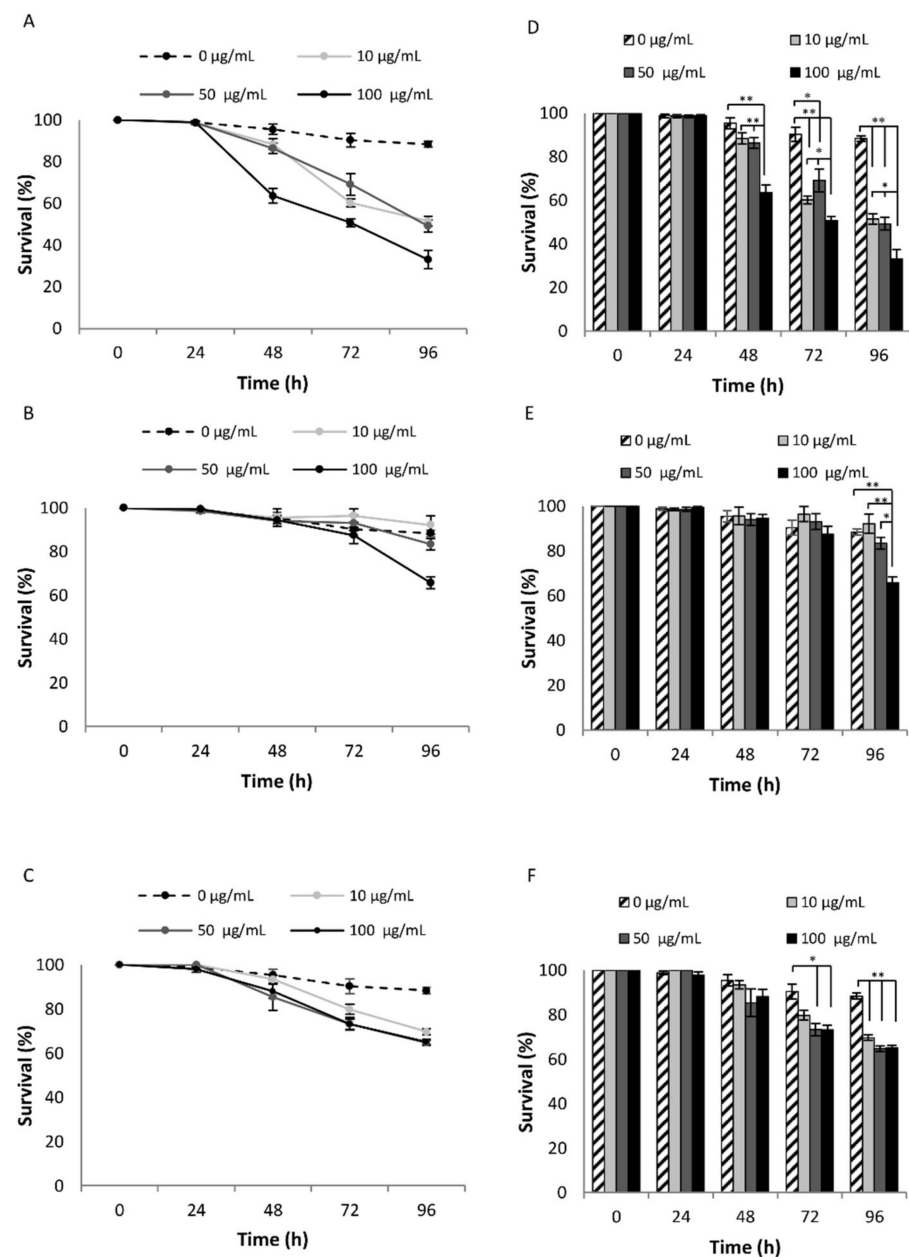 A
0 µg/mL 10 µg/mL
50 µg/mL 100 µg/mL
100
80
60
40
20
0
Survival (%)
0 24 48 72 96
Time (h)
D
0 µg/mL 10 µg/mL
50 µg/mL 100 µg/mL
** ** * ** * ** *
100
80
60
40
20
0
Survival (%)
0 24 48 72 96
Time (h)
B
0 µg/mL 10 µg/mL
50 µg/mL 100 µg/mL
100
80
60
40
20
0
Survival (%)
0 24 48 72 96
Time (h)
E
0 µg/mL 10 µg/mL
50 µg/mL 100 µg/mL
**
**
*
100
80
60
40
20
0
Survival (%)
0 24 48 72 96
Time (h)
C
0 µg/mL 10 µg/mL
50 µg/mL 100 µg/mL
100
80
60
40
20
0
Survival (%)
0 24 48 72 96
Time (h)
F
0 µg/mL 10 µg/mL
50 µg/mL 100 µg/mL
* **
100
80
60
40
20
0
Survival (%)
0 24 48 72 96
Time (h)